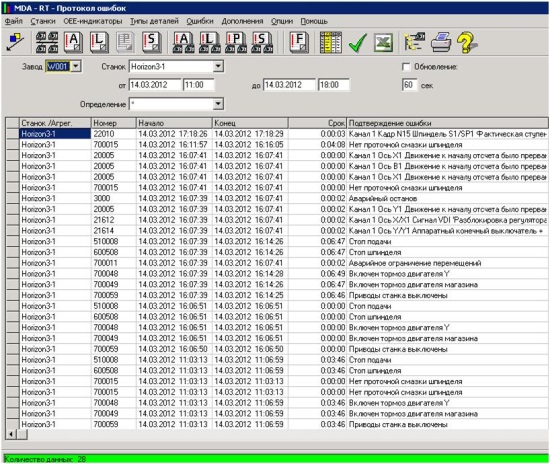 MDA - RT - Протокол ошибок
Файл Станки OEE-индикаторы Типы деталей Ошибки Дополнения Опции Помощь
Завод W001 Станок Horizon3-1 Обновление:
от 14.03.2012 11:00 до 14.03.2012 18:00 60 сек
Определение *
Станок /Агрег. Номер Начало Конец Срок Подтверждение ошибки
Horizon3-1 22010 14.03.2012 17:18:26 14.03.2012 17:18:29 0:00:03 Канал 1 Кадр N15 Шпиндель S1/SP1 Фактическая ступен
Horizon3-1 700015 14.03.2012 16:11:57 14.03.2012 16:16:05 0:04:08 Нет проточной смазки шпинделя
Horizon3-1 20005 14.03.2012 16:07:41 14.03.2012 16:07:41 0:00:00 Канал 1 Ось X1 Движение к началу отсчета было прерван
Horizon3-1 20005 14.03.2012 16:07:41 14.03.2012 16:07:41 0:00:00 Канал 1 Ось B1 Движение к началу отсчета было прерван
Horizon3-1 20005 14.03.2012 16:07:41 14.03.2012 16:07:41 0:00:00 Канал 1 Ось Z1 Движение к началу отсчета было прерван
Horizon3-1 700015 14.03.2012 16:07:41 14.03.2012 16:07:41 0:00:00 Нет проточной смазки шпинделя
Horizon3-1 3000 14.03.2012 16:07:39 14.03.2012 16:07:41 0:00:02 Аварийный останов
Horizon3-1 20005 14.03.2012 16:07:39 14.03.2012 16:07:41 0:00:02 Канал 1 Ось Y1 Движение к началу отсчета было прерван
Horizon3-1 21612 14.03.2012 16:07:39 14.03.2012 16:07:41 0:00:02 Канал 1 Ось X/X1 Сигнал VDI 'Разблокировка регулятора
Horizon3-1 21614 14.03.2012 16:07:39 14.03.2012 16:07:41 0:00:02 Канал 1 Ось Y/Y1 Аппаратный конечный выключатель +
Horizon3-1 510008 14.03.2012 16:07:39 14.03.2012 16:14:26 0:06:47 Стоп подачи
Horizon3-1 600508 14.03.2012 16:07:39 14.03.2012 16:14:26 0:06:47 Стоп шпинделя
Horizon3-1 700011 14.03.2012 16:07:39 14.03.2012 16:07:41 0:00:02 Аварийное ограничение перемещений
Horizon3-1 700048 14.03.2012 16:07:39 14.03.2012 16:14:28 0:06:49 Включен тормоз двигателя Y
Horizon3-1 700049 14.03.2012 16:07:39 14.03.2012 16:14:26 0:06:47 Включен тормоз двигателя магазина
Horizon3-1 700059 14.03.2012 16:07:39 14.03.2012 16:14:25 0:06:46 Приводы станка выключены
Horizon3-1 510008 14.03.2012 16:06:51 14.03.2012 16:06:51 0:00:00 Стоп подачи
Horizon3-1 600508 14.03.2012 16:06:51 14.03.2012 16:06:51 0:00:00 Стоп шпинделя
Horizon3-1 700048 14.03.2012 16:06:51 14.03.2012 16:06:51 0:00:00 Включен тормоз двигателя Y
Horizon3-1 700049 14.03.2012 16:06:51 14.03.2012 16:06:51 0:00:00 Включен тормоз двигателя магазина
Horizon3-1 700059 14.03.2012 16:06:50 14.03.2012 16:06:50 0:00:00 Приводы станка выключены
Horizon3-1 510008 14.03.2012 11:03:13 14.03.2012 16:06:59 5:03:46 Стоп подачи
Horizon3-1 600508 14.03.2012 11:03:13 14.03.2012 16:06:59 5:03:46 Стоп шпинделя
Horizon3-1 700015 14.03.2012 11:03:13 14.03.2012 11:03:13 0:00:00 Нет проточной смазки шпинделя
Horizon3-1 700015 14.03.2012 11:03:13 14.03.2012 11:03:13 0:00:00 Нет проточной смазки шпинделя
Horizon3-1 700048 14.03.2012 11:03:13 14.03.2012 16:06:59 5:03:46 Включен тормоз двигателя Y
Horizon3-1 700049 14.03.2012 11:03:13 14.03.2012 16:06:59 5:03:46 Включен тормоз двигателя магазина
Horizon3-1 700059 14.03.2012 11:03:13 14.03.2012 16:06:59 5:03:46 Приводы станка выключены
Количество данных: 28